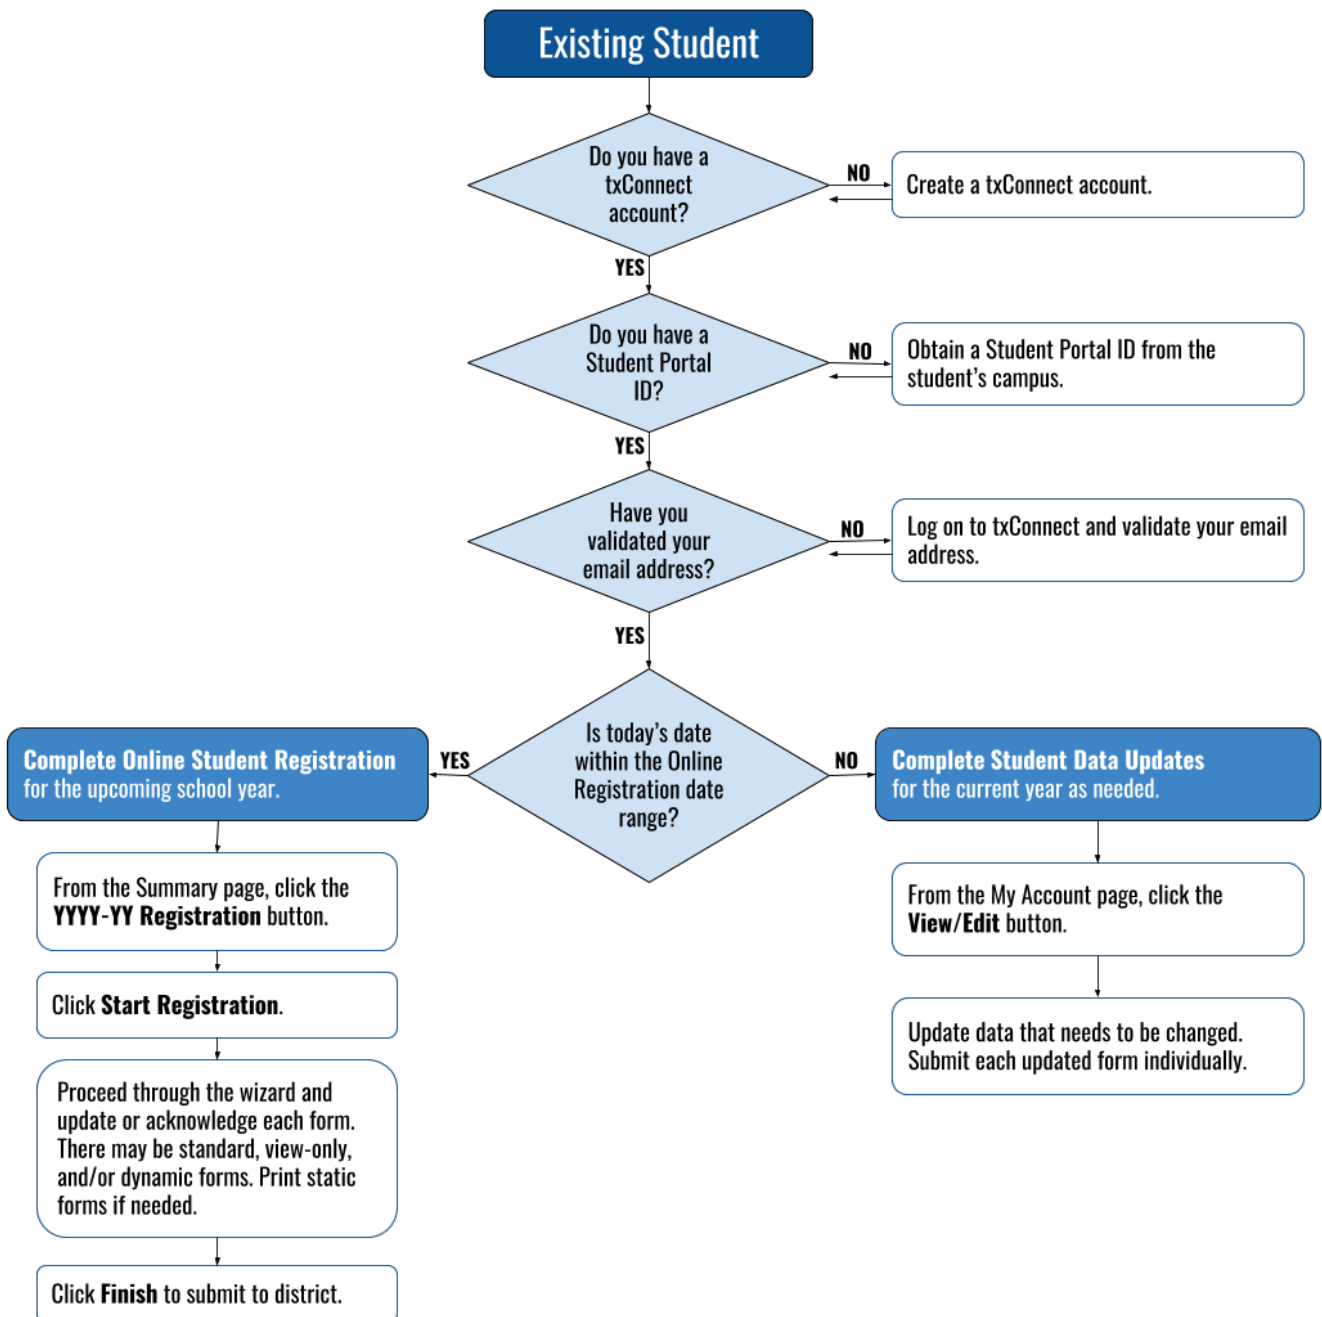 Existing Student
Do you have a
txConnect
account?
NO
Create a txConnect account.
YES
Do you have a
Student Portal
ID?
NO
Obtain a Student Portal ID from the
student's campus.
YES
Have you
validated your
email address?
NO
Log on to txConnect and validate your email
address.
YES
Is today's date
within the Online
Registration date
range?
YES
Complete Online Student Registration
for the upcoming school year.
From the Summary page, click the
YYYY-YY Registration button.
Click Start Registration.
Proceed through the wizard and
update or acknowledge each form.
There may be standard, view-only,
and/or dynamic forms. Print static
forms if needed.
Click Finish to submit to district.
NO
Complete Student Data Updates
for the current year as needed.
From the My Account page, click the
View/Edit button.
Update data that needs to be changed.
Submit each updated form individually.